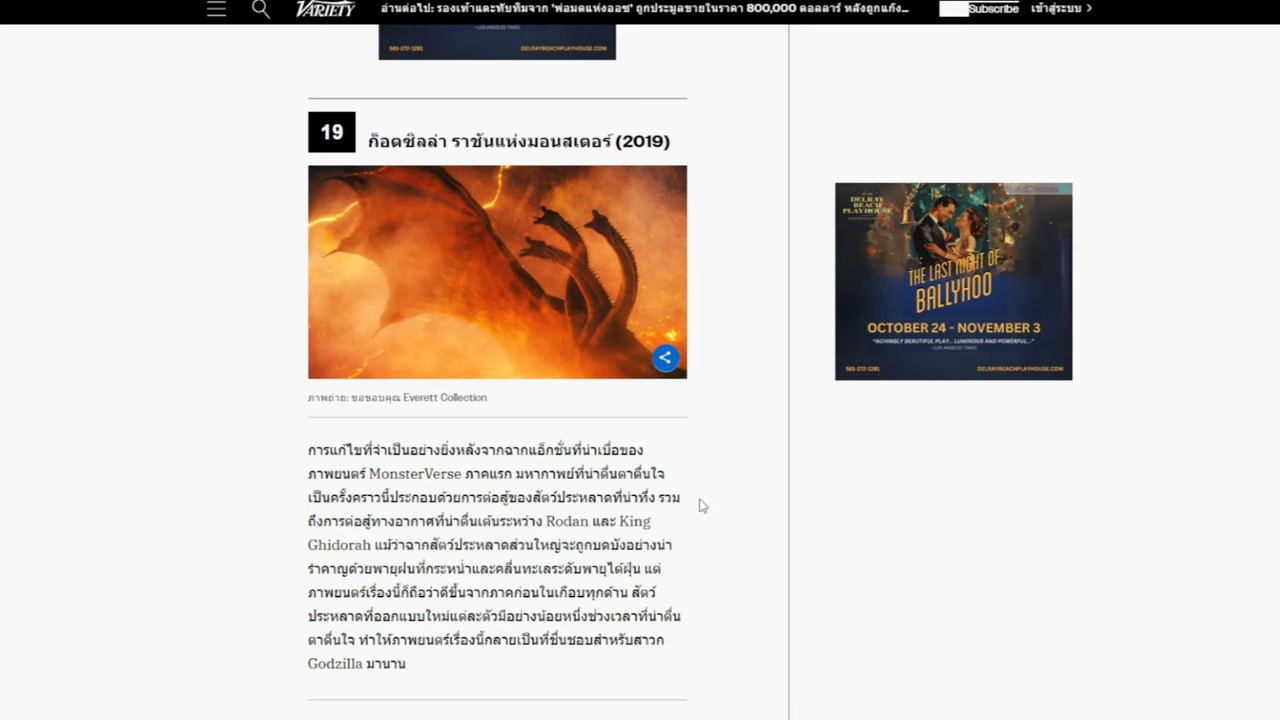 VARIETY
อ่านต่อไป: รองเท้าแตะทับทิมจาก 'พ่อมดแห่งออซ' ถูกประมูลขายในราคา 800,000 ดอลลาร์ หลังถูกแก๊ง...
Subscribe
เข้าสู่ระบบ
-LOS ANGELES TIMES
561-272-1281
DELRAYBEACHPLAYHOUSE.COM
19
ก็อตซิลล่า ราชันแห่งมอนสเตอร์ (2019)
ภาพถ่าย: ขอขอบคุณ Everett Collection
การแก้ไขที่จำเป็นอย่างยิ่งหลังจากฉากแอ็กชั่นที่น่าเบื่อของ
ภาพยนตร์ MonsterVerse ภาคแรก มหากาพย์ที่น่าตื่นตาตื่นใจ
เป็นครั้งคราวนี้ประกอบด้วยการต่อสู้ของสัตว์ประหลาดที่น่าทึ่ง รวม
ถึงการต่อสู้ทางอากาศที่น่าตื่นเต้นระหว่าง Rodan และ King
Ghidorah แม้ว่าฉากสัตว์ประหลาดส่วนใหญ่จะถูกบดบังอย่างน่า
รำคาญด้วยพายุฝนที่กระหน่ำและคลื่นทะเลระดับพายุไต้ฝุ่น แต่
ภาพยนตร์เรื่องนี้ก็ถือว่าดีขึ้นจากภาคก่อนในเกือบทุกด้าน สัตว์
ประหลาดที่ออกแบบใหม่แต่ละตัวมีอย่างน้อยหนึ่งช่วงเวลาที่น่าตื่น
ตาตื่นใจ ทำให้ภาพยนตร์เรื่องนี้กลายเป็นที่ชื่นชอบสำหรับสาวก
Godzilla มานาน
AdChoices
DELRAY
BEACH
PLAYHOUSE
THE LAST NIGHT OF
BALLYHOO
OCTOBER 24 - NOVEMBER 3
"ACHINGLY BEAUTIFUL, PLAY... LUMINOUS AND POWERFUL..."
-LOS ANGELES TIMES
561-272-1281
DELRAYBEACHPLAYHOUSE.COM